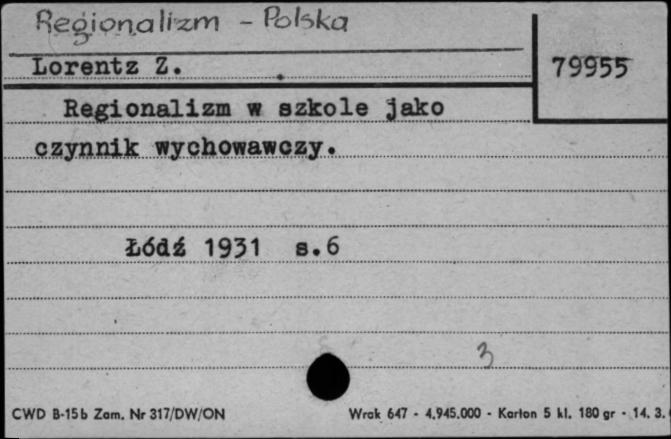 Regionalizm - Polska
Lorentz Z.
79955
Regionalizm w szkole jako
czynnik wychowawczy.
Łódź 1931 s.6
3
CWD B-15b Zam. Nr 317/DW/ON
Wrak 647 - 4.945.000 - Karton 5 kl. 180 gr - 14. 3.